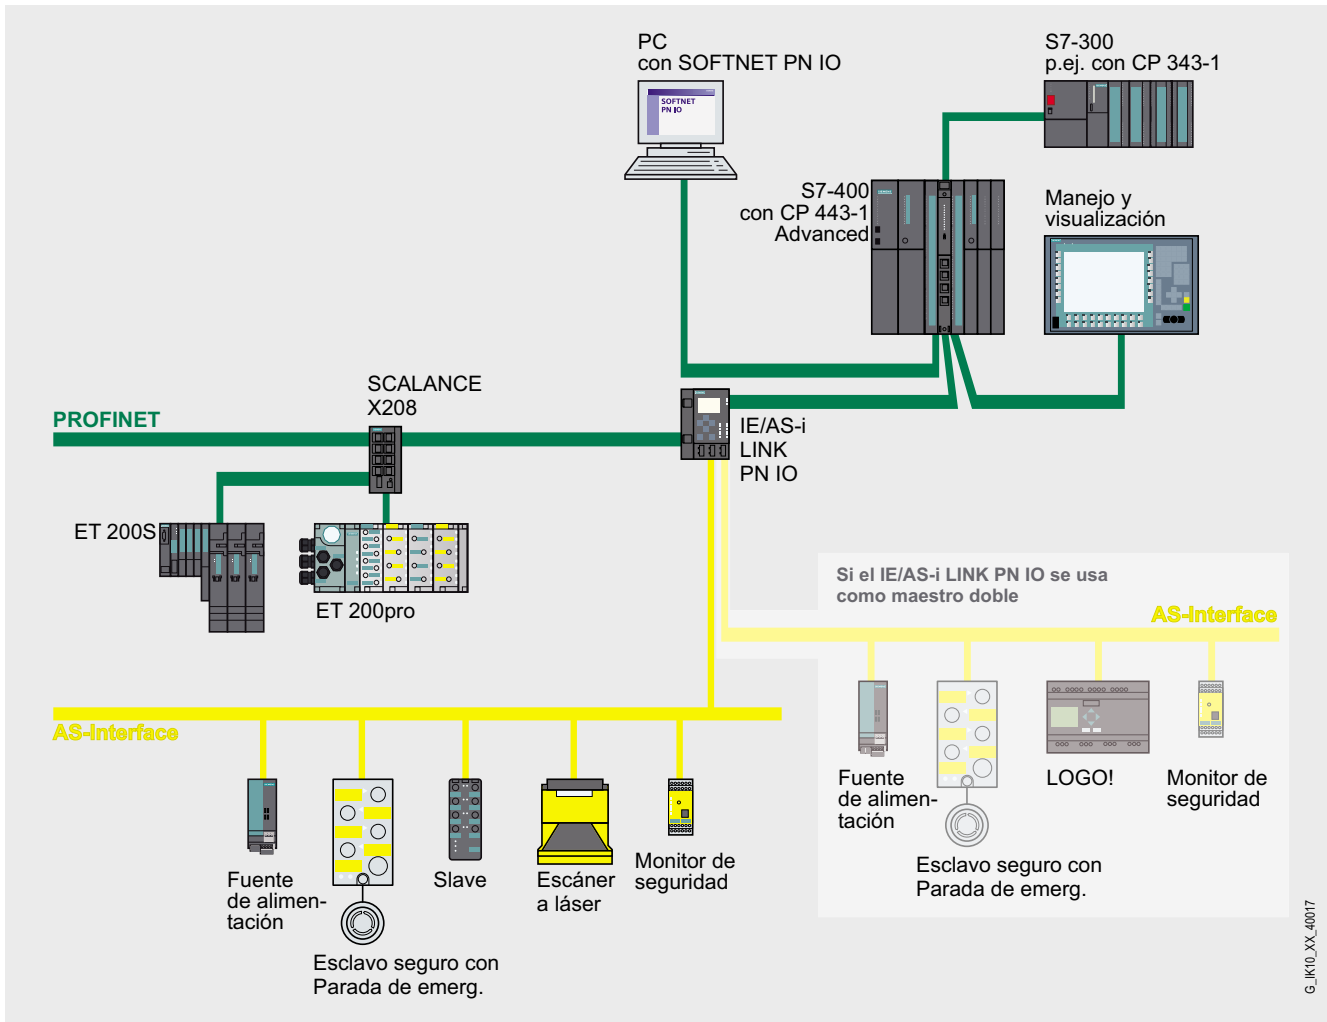 PC
con SOFTNET PN IO
SOFTNET
PN IO
S7-300
p.ej. con CP 343-1
S7-400
con CP 443-1
Advanced
Manejo y
visualización
SCALANCE
X208
PROFINET
IE/AS-i
LINK
PN IO
ET 200S
ET 200pro
Si el IE/AS-i LINK PN IO se usa
como maestro doble
AS-Interface
Fuente
de alimen-
tación
LOGO!
Monitor de
seguridad
Esclavo seguro con
Parada de emerg.
AS-Interface
Fuente
de alimen-
tación
Slave
Escáner
a láser
Monitor de
seguridad
Esclavo seguro con
Parada de emerg.
G_IK10_XX_40017